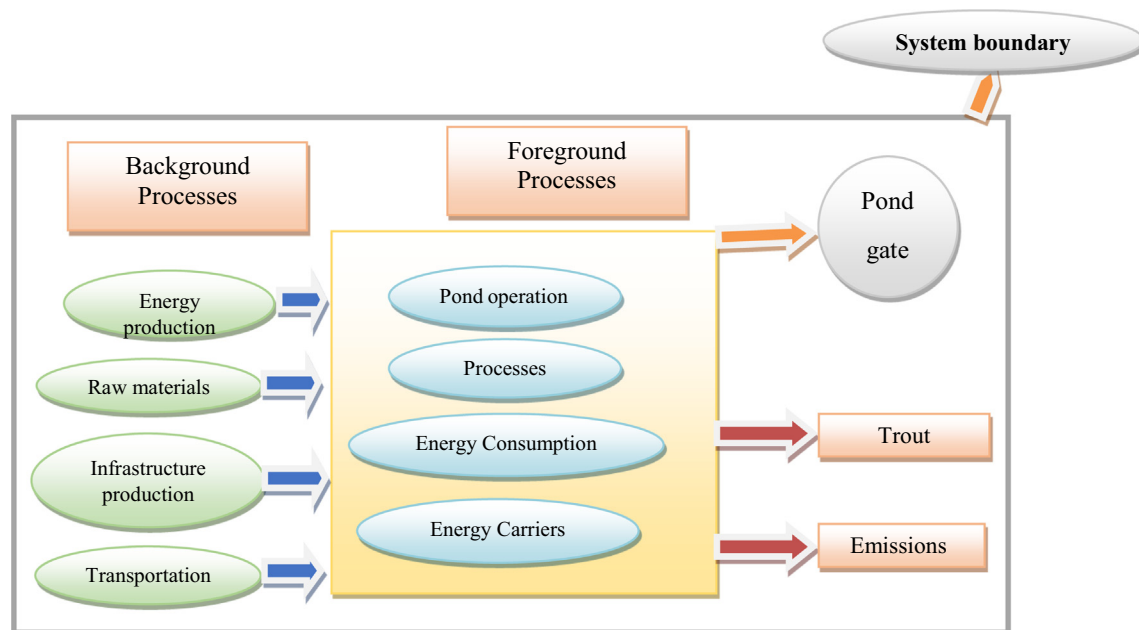 System boundary
Background
Processes
Foreground
Processes
Pond
gate
Energy
production
Pond operation
Raw materials
Processes
Energy Consumption
Trout
Infrastructure
production
Energy Carriers
Emissions
Transportation